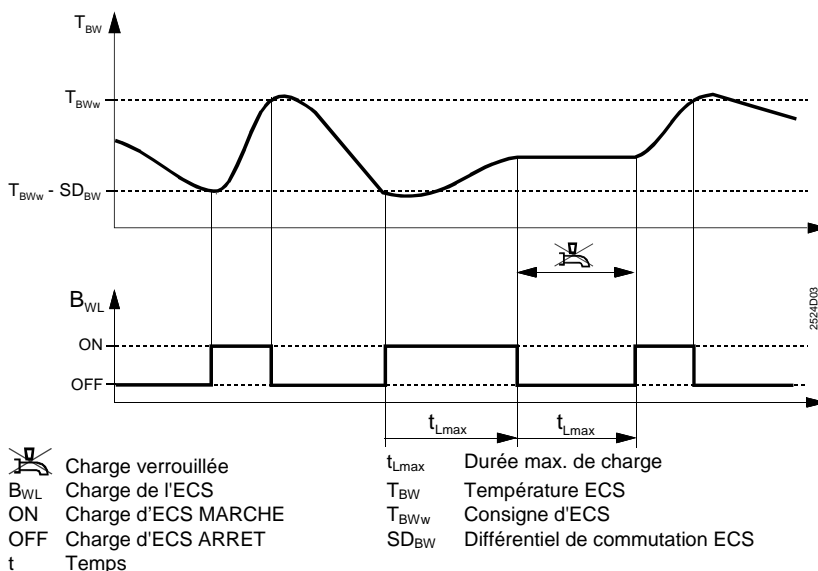 T_BW
T_BWw
T_BWw - SD_BW
B_WL
ON
OFF
t_Lmax t_Lmax
2524D03
Charge verrouillée
B_WL Charge de l'ECS
ON Charge d'ECS MARCHE
OFF Charge d'ECS ARRET
t Temps
t_Lmax Durée max. de charge
T_BW Température ECS
T_BWw Consigne d'ECS
SD_BW Différentiel de commutation ECS